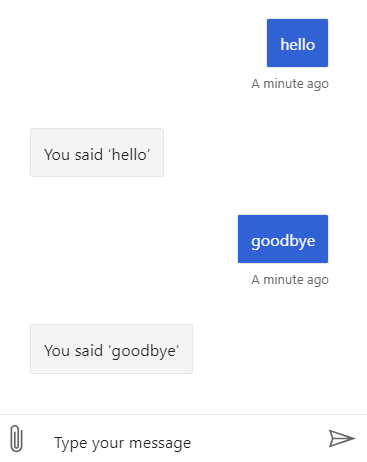 hello
A minute ago
You said ‘hello’
goodbye
A minute ago
You said ‘goodbye’
Type your message